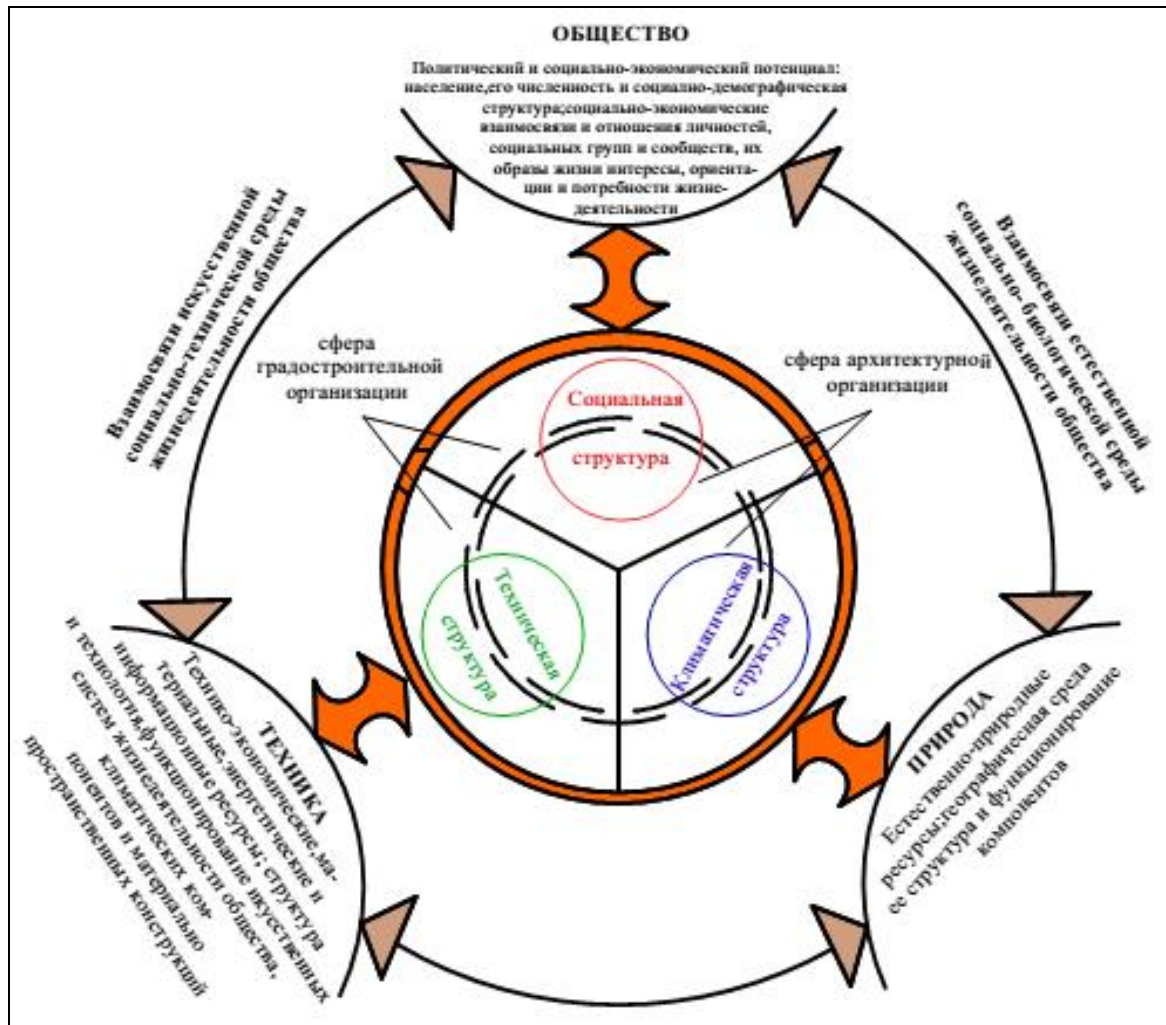 ОБЩЕСТВО
Политический и социально-экономический потенциал:
население,его численность и социално-демографическая
структура;социально-экономические
взаимосвязи и отношения личностей,
социальных групп и сообществ, их
образы жизни интересы, ориента-
ции и потребности жизне-
деятельности
Взаимосвязи искусственной
социально-технической среды
жизнедеятельности общества
Взаимосвязи естественной
социально- биологической среды
жизнедеятельности общества
сфера
градостроительной
организации
сфера архитектурной
организации
Социальная
структура
Техническая
структура
Климатическая
структура
ТЕХНИКА
Технико-экономические,ма-
териальные,энергетические и
информационные ресурсы; структура
и технология,функционирование икусственных
систем жизнедеятельности общества,
климатических ком-
понентов и материально
пространственных конструкций
ПРИРОДА
Естественно-природные
ресурсы;географическая среда
ее структура и функционирование
компонентов